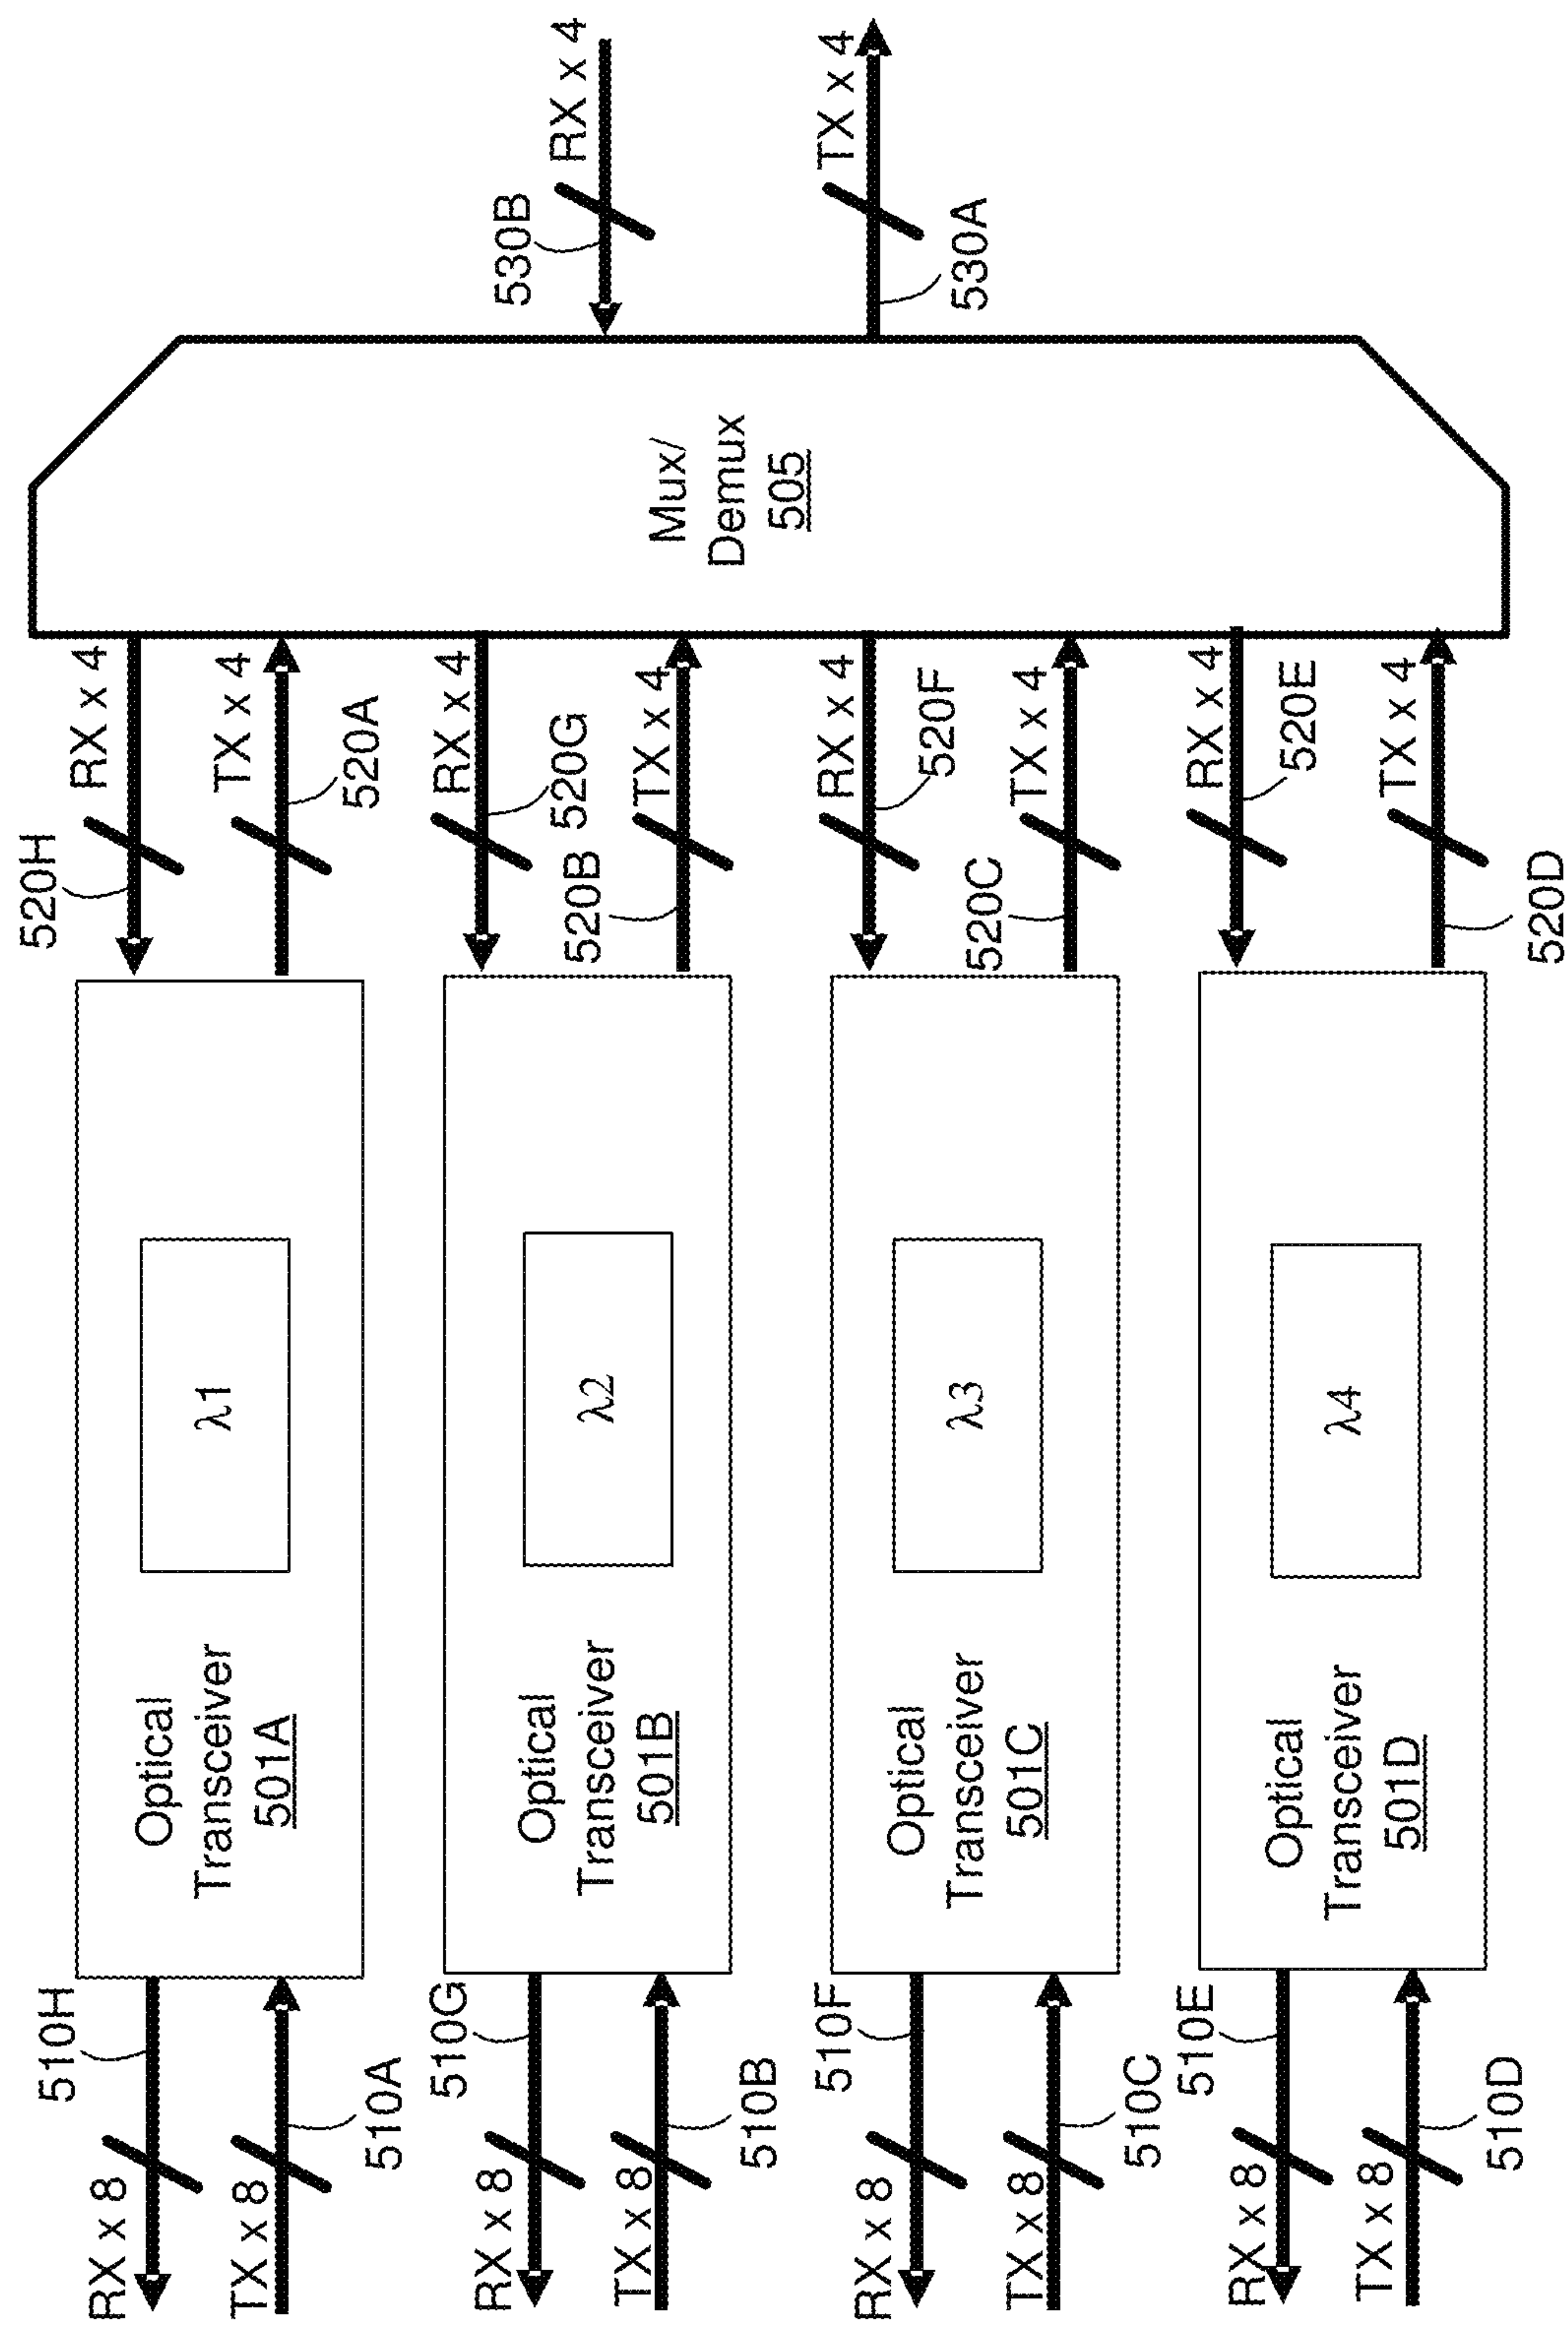 510H
RX x 8
TX x 8
510A
Optical
Transceiver
501A
λ1
520H
RX x 4
TX x 4
520A
510G
RX x 8
TX x 8
510B
Optical
Transceiver
501B
λ2
RX x 4
520G
520B
TX x 4
510F
RX x 8
TX x 8
510C
Optical
Transceiver
501C
λ3
RX x 4
520F
520C
TX x 4
510E
RX x 8
TX x 8
510D
Optical
Transceiver
501D
λ4
RX x 4
520E
TX x 4
520D
Mux/
Demux
505
530B
RX x 4
TX x 4
530A